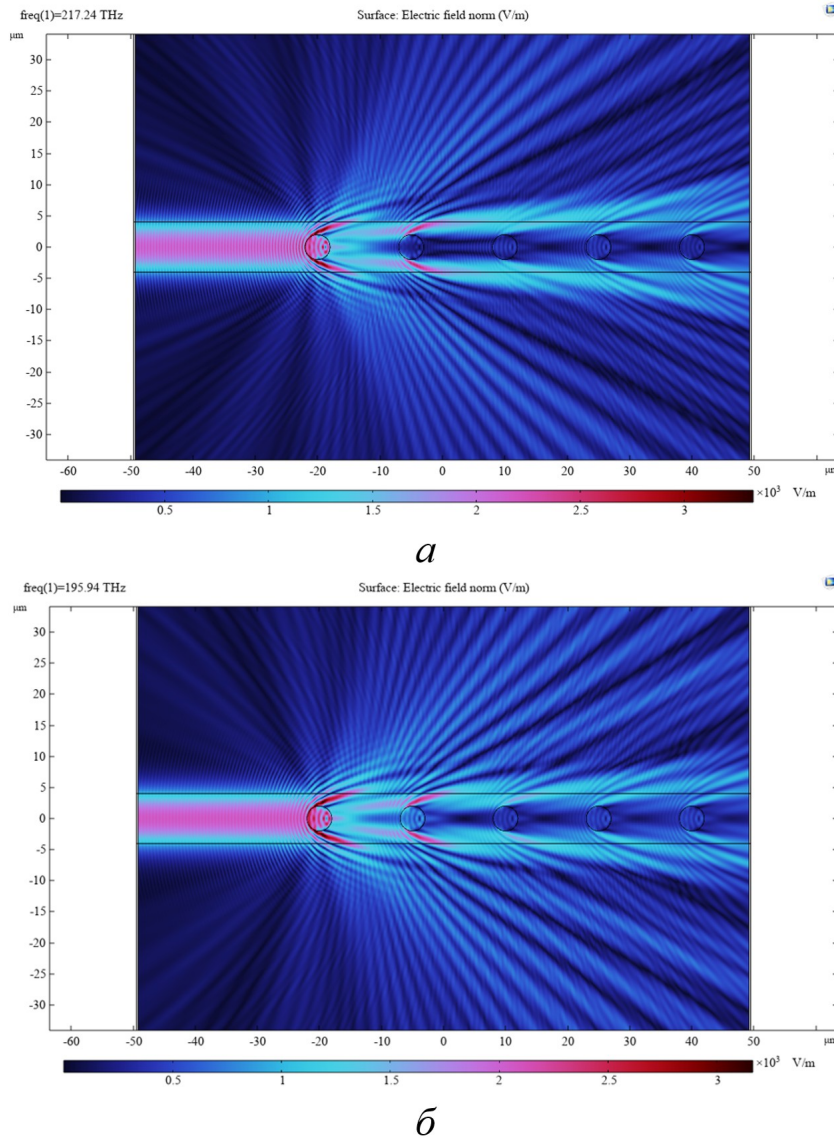 freq(1)=217.24 THz Surface: Electric field norm (V/m)
μm
30
25
20
15
10
5
0
-5
-10
-15
-20
-25
-30
-60 -50 -40 -30 -20 -10 0 10 20 30 40 50 60 μm
0.5 1 1.5 2 2.5 3 ×10³ V/m
а
freq(1)=195.94 THz Surface: Electric field norm (V/m)
μm
30
25
20
15
10
5
0
-5
-10
-15
-20
-25
-30
-60 -50 -40 -30 -20 -10 0 10 20 30 40 50 60 μm
0.5 1 1.5 2 2.5 3 ×10³ V/m
б